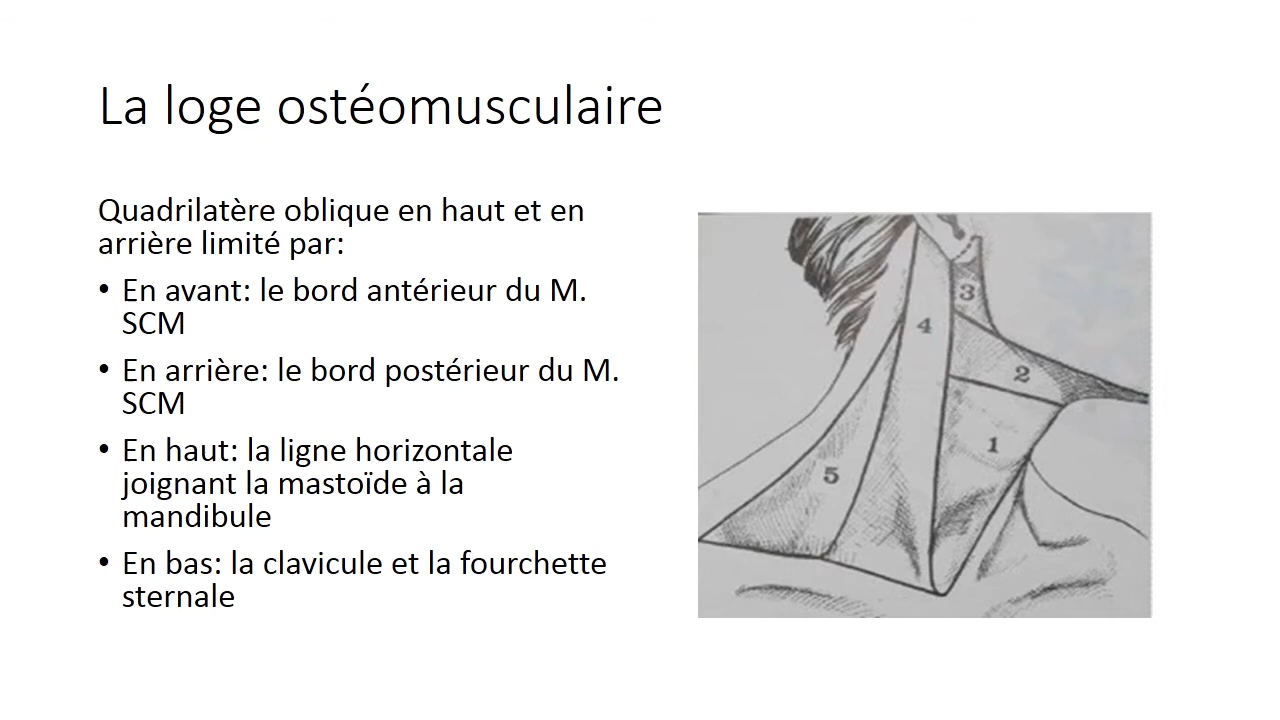 La loge ostéomusculaire
Quadrilatère oblique en haut et en
arrière limité par:
• En avant: le bord antérieur du M.
SCM
• En arrière: le bord postérieur du M.
SCM
• En haut: la ligne horizontale
joignant la mastoïde à la
mandibule
• En bas: la clavicule et la fourchette
sternale
3
4
2
1
5